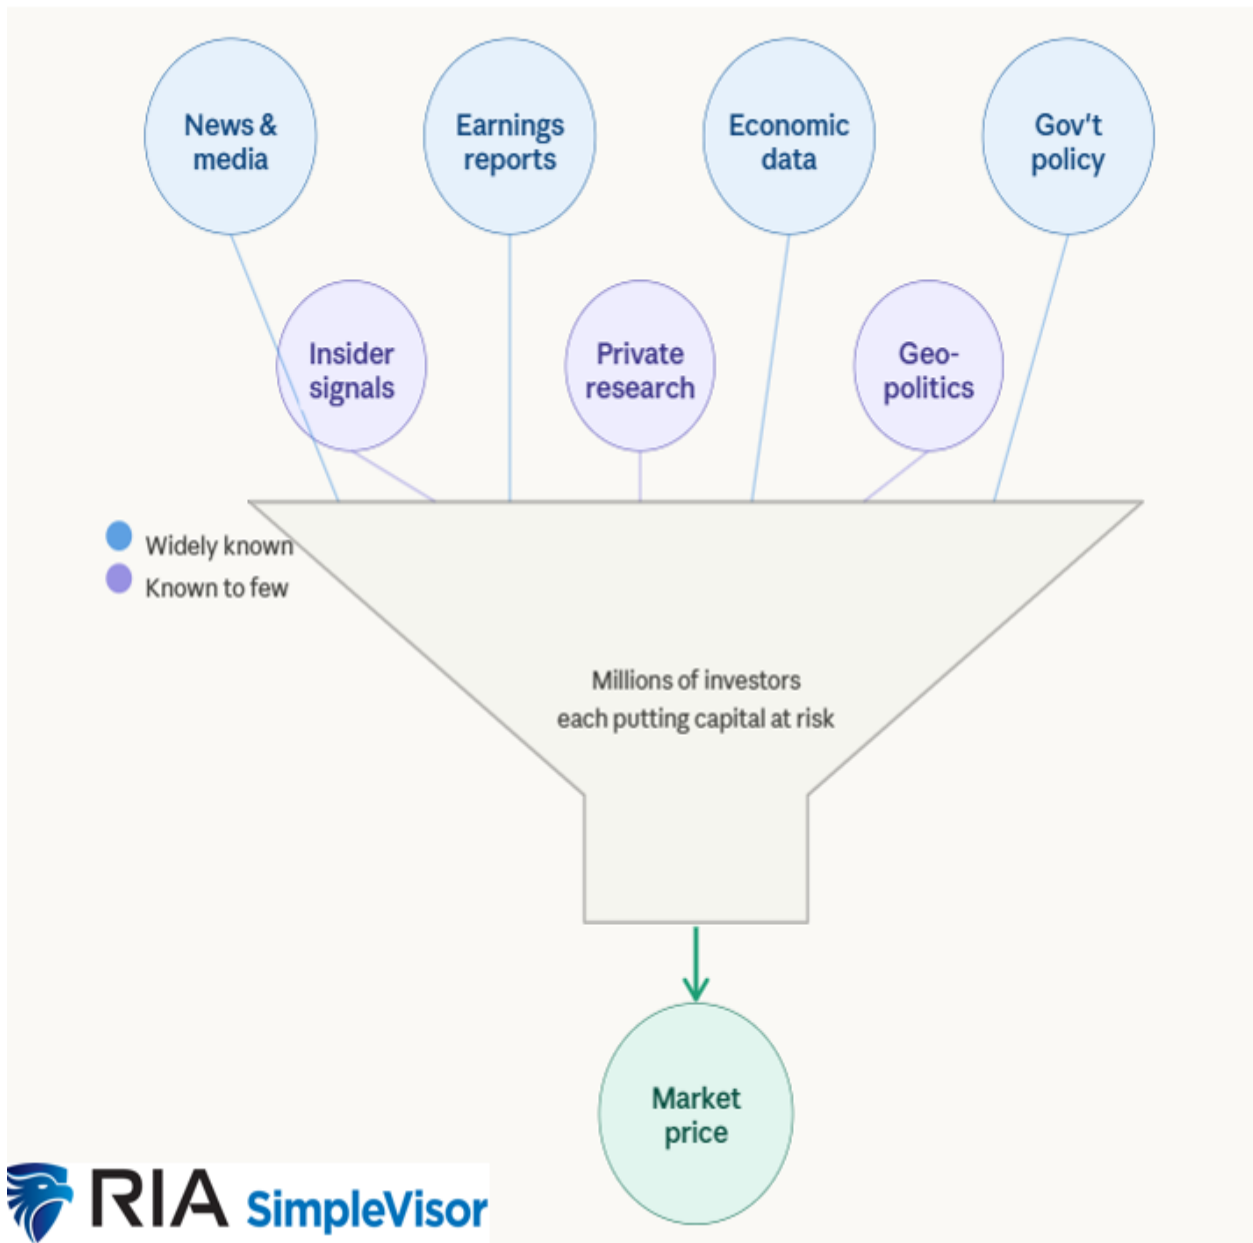 News &
media
Earnings
reports
Economic
data
Gov't
policy
Insider
signals
Private
research
Geo-
politics
Widely known
Known to few
Millions of investors
each putting capital at risk
Market
price
RIA SimpleVisor